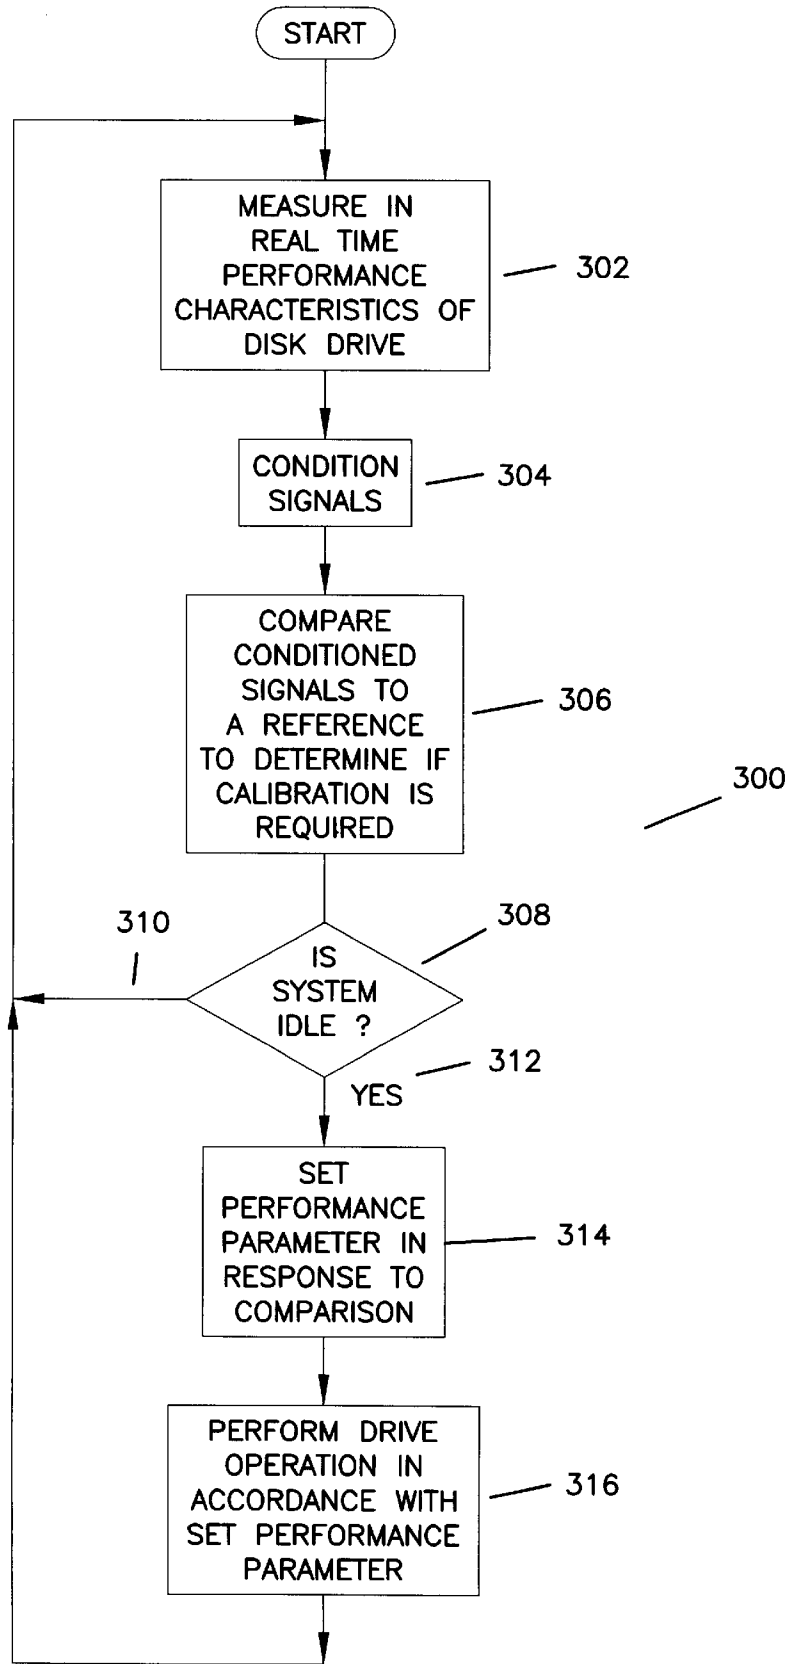 START
MEASURE IN
REAL TIME
PERFORMANCE
CHARACTERISTICS OF
DISK DRIVE
302
CONDITION
SIGNALS
304
COMPARE
CONDITIONED
SIGNALS TO
A REFERENCE
TO DETERMINE IF
CALIBRATION IS
REQUIRED
306
300
310
308
IS
SYSTEM
IDLE ?
312
YES
SET
PERFORMANCE
PARAMETER IN
RESPONSE TO
COMPARISON
314
PERFORM DRIVE
OPERATION IN
ACCORDANCE WITH
SET PERFORMANCE
PARAMETER
316